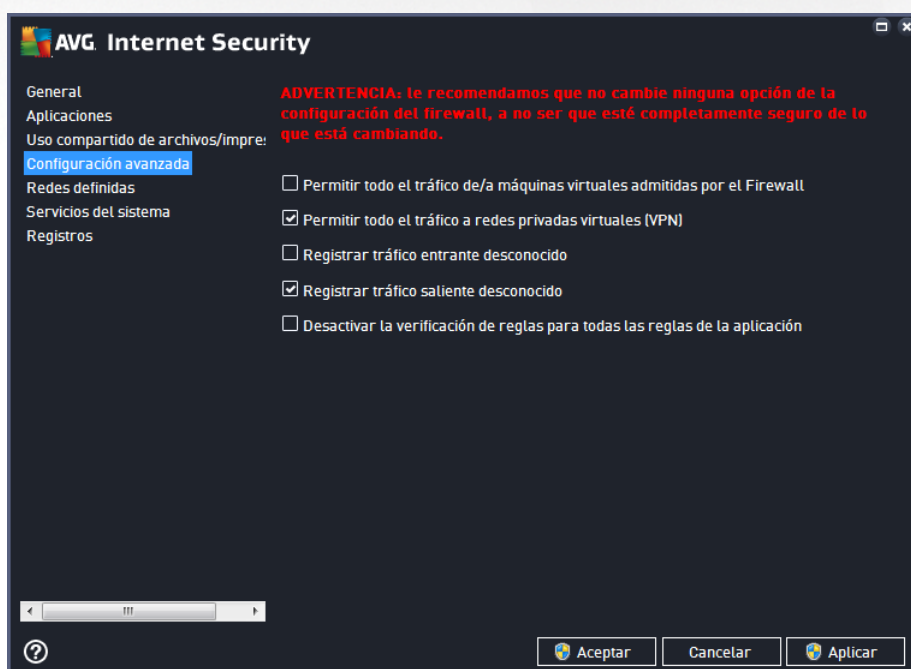 AVG. Internet Security
General
Aplicaciones
Uso compartido de archivos/impre
Configuración avanzada
Redes definidas
Servicios del sistema
Registros
ADVERTENCIA: le recomendamos que no cambie ninguna opción de la
configuración del firewall, a no ser que esté completamente seguro de lo
que está cambiando.
Permitir todo el tráfico de/a máquinas virtuales admitidas por el Firewall
Permitir todo el tráfico a redes privadas virtuales (VPN)
Registrar tráfico entrante desconocido
Registrar tráfico saliente desconocido
Desactivar la verificación de reglas para todas las reglas de la aplicación
Aceptar
Cancelar
Aplicar